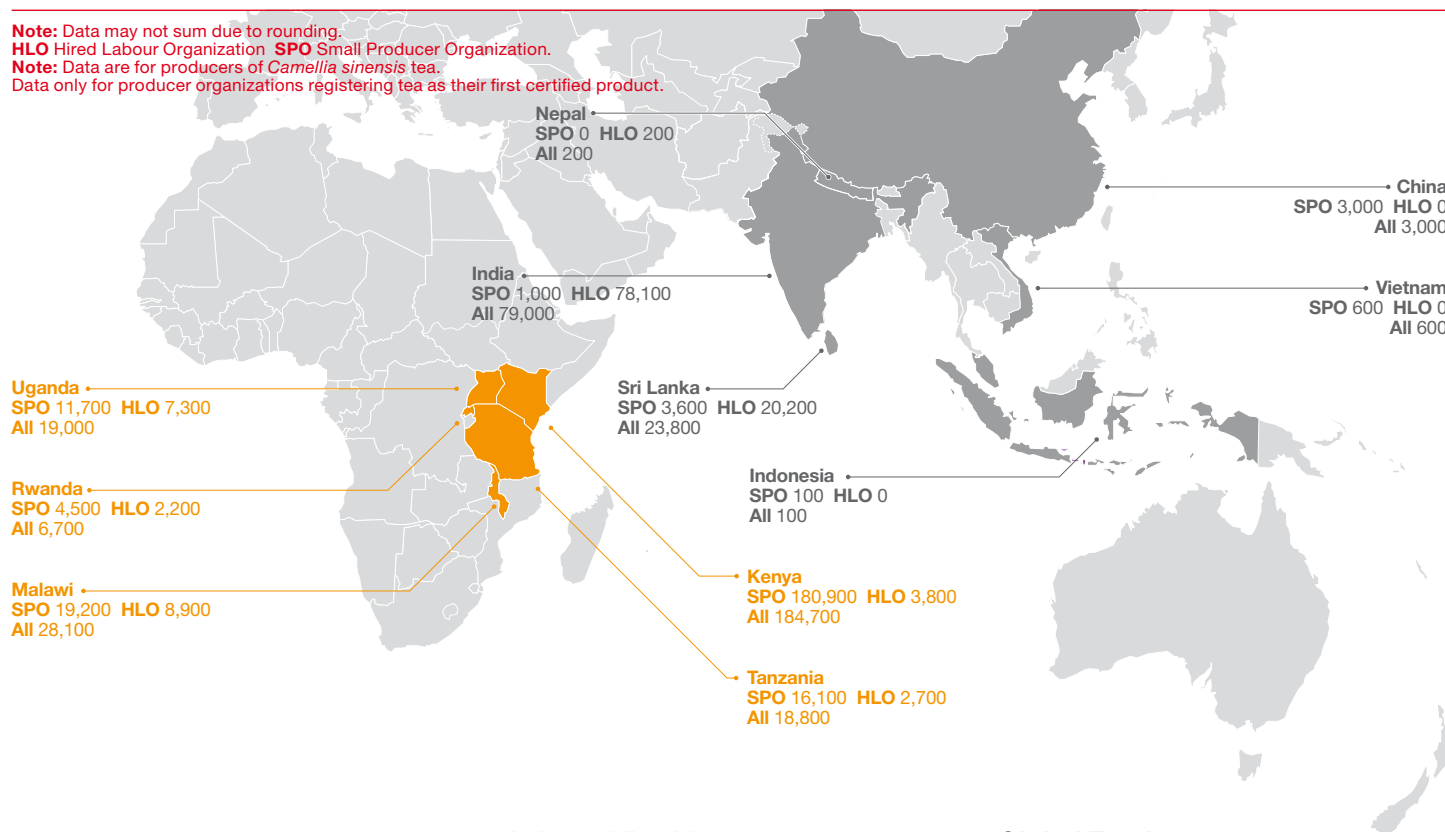 Note: Data may not sum due to rounding.
HLO Hired Labour Organization SPO Small Producer Organization.
Note: Data are for producers of Camellia sinensis tea.
Data only for producer organizations registering tea as their first certified product.
Nepal
SPO 0 HLO 200
All 200
China
SPO 3,000 HLO 0
All 3,000
India
SPO 1,000 HLO 78,100
All 79,000
Vietnam
SPO 600 HLO 0
All 600
Uganda
SPO 11,700 HLO 7,300
All 19,000
Sri Lanka
SPO 3,600 HLO 20,200
All 23,800
Rwanda
SPO 4,500 HLO 2,200
All 6,700
Indonesia
SPO 100 HLO 0
All 100
Malawi
SPO 19,200 HLO 8,900
All 28,100
Kenya
SPO 180,900 HLO 3,800
All 184,700
Tanzania
SPO 16,100 HLO 2,700
All 18,800